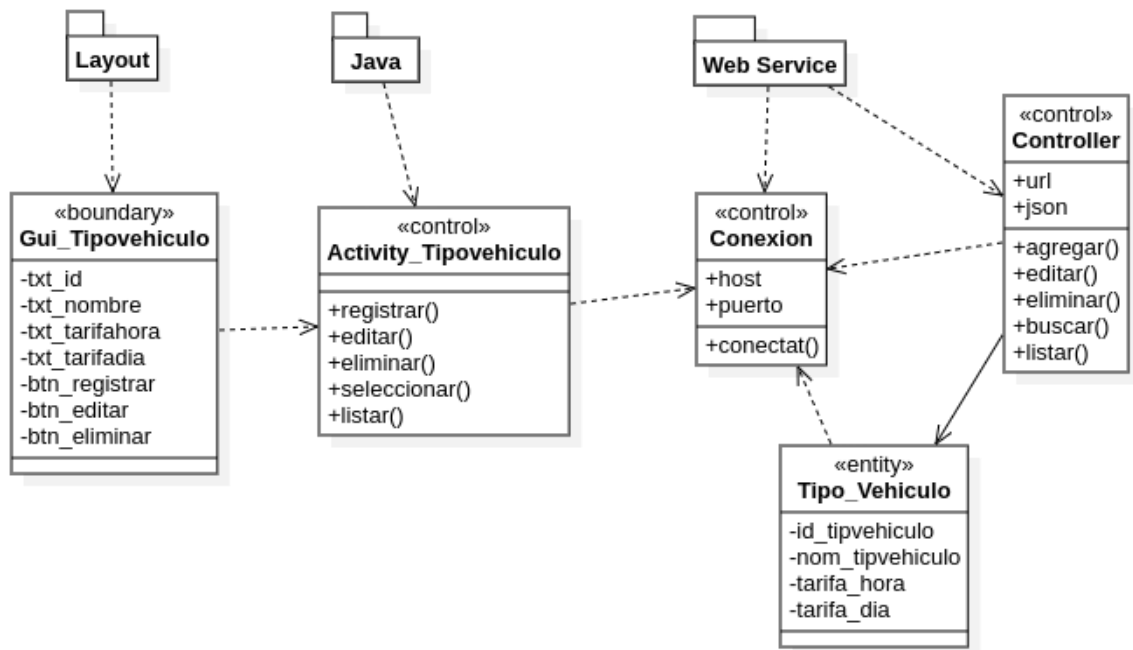 Layout
Java
Web Service
«boundary»
Gui_Tipovehiculo
-txt_id
-txt_nombre
-txt_tarifahora
-txt_tarifadia
-btn_registrar
-btn_editar
-btn_eliminar
«control»
Activity_Tipovehiculo
+registrar()
+editar()
+eliminar()
+seleccionar()
+listar()
«control»
Conexion
+host
+puerto
+conectat()
«control»
Controller
+url
+json
+agregar()
+editar()
+eliminar()
+buscar()
+listar()
«entity»
Tipo_Vehiculo
-id_tipvehiculo
-nom_tipvehiculo
-tarifa_hora
-tarifa_dia